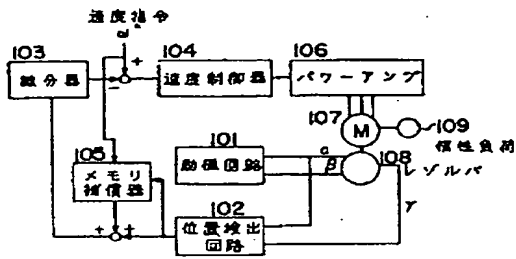 速度指令
α*
103
104
106
微分器
+
-
速度制御器
パワーアンプ
107
M
109
慣性負荷
105
101
メモリ
補償器
励磁回路
α
β
108
レゾルバ
102
γ
+
+
位置検出
回路